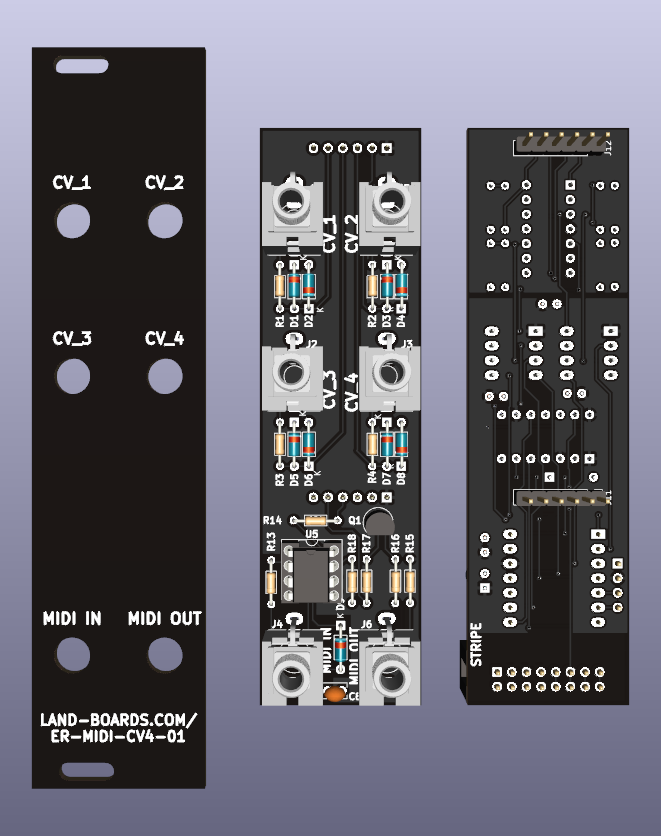 CV_1 CV_2
CV_3 CV_4
MIDI IN MIDI OUT
LAND-BOARDS.COM/
ER-MIDI-CV4-01
CV_1
CV_2
K
K
R1
D1
D2
K
R2
D3
D4
J2
J3
CV_3
CV_4
K
K
R3
D5
D6
K
R4
D7
D8
K
R14
Q1
U5
R13
R18
R17
R16
R15
K
J4
J6
MIDI IN
MIDI OUT
J12
STRIPE